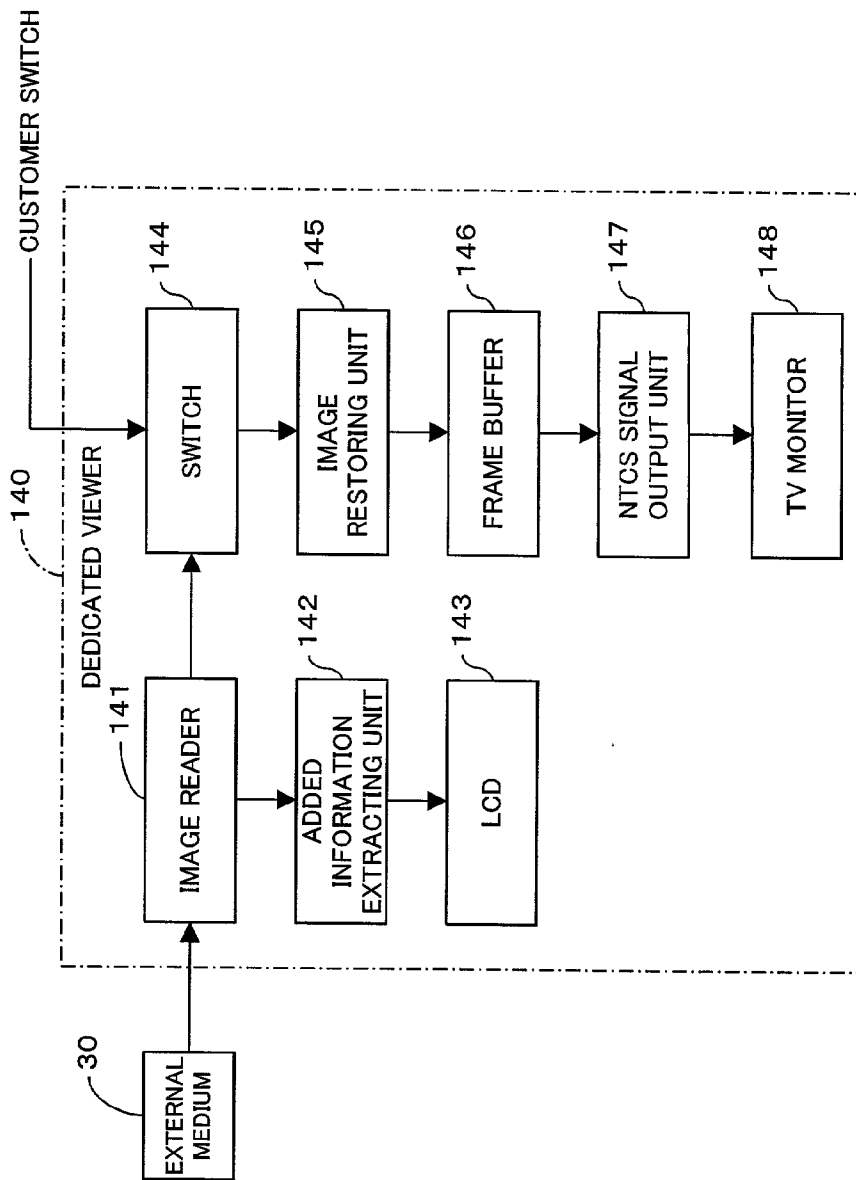 CUSTOMER SWITCH
140
DEDICATED VIEWER
30
EXTERNAL
MEDIUM
141
IMAGE READER
144
SWITCH
142
ADDED
INFORMATION
EXTRACTING UNIT
145
IMAGE
RESTORING UNIT
143
LCD
146
FRAME BUFFER
147
NTCS SIGNAL
OUTPUT UNIT
148
TV MONITOR